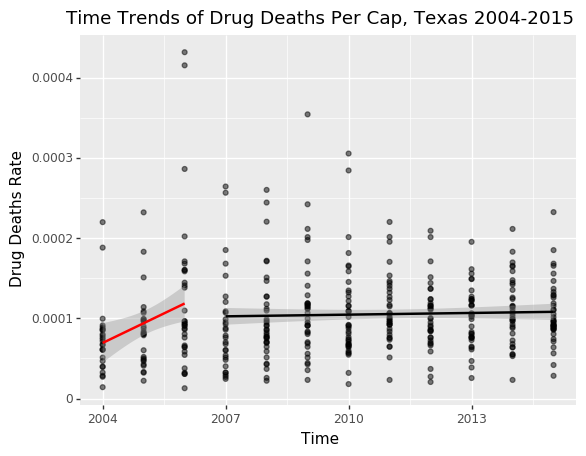 Time Trends of Drug Deaths Per Cap, Texas 2004-2015
Drug Deaths Rate
0.0004
0.0003
0.0002
0.0001
0
2004 2007 2010 2013
Time